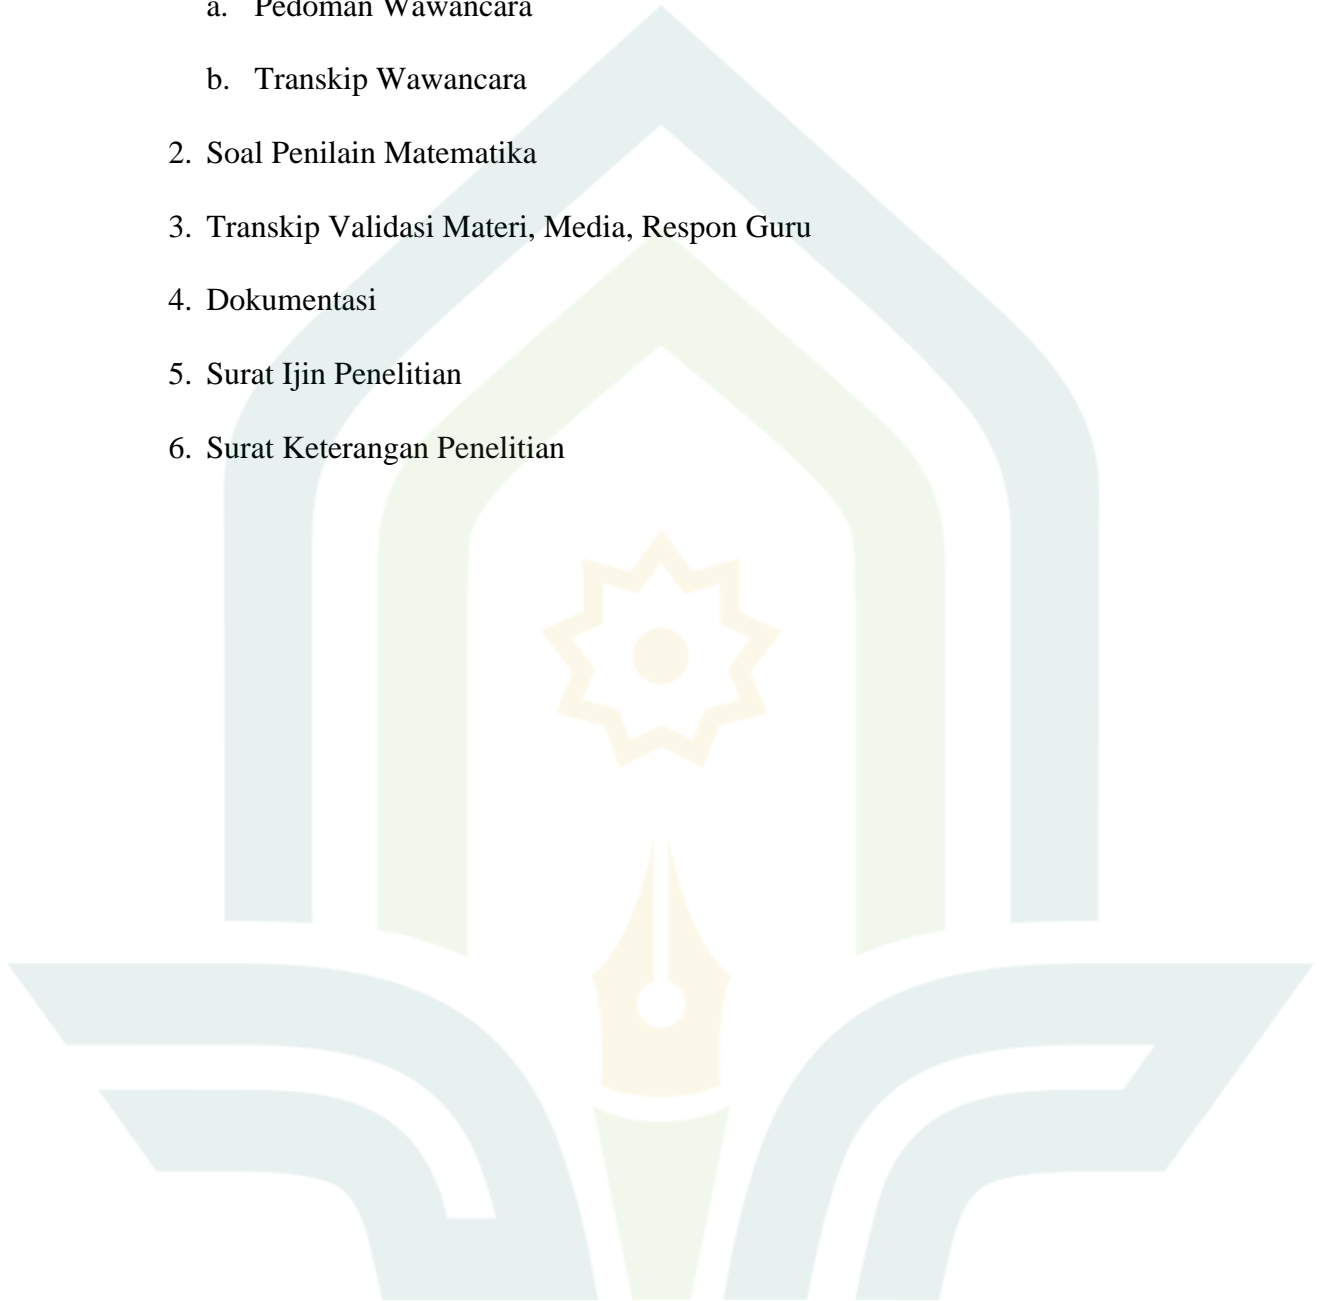 a. Pedoman Wawancara
b. Transkip Wawancara
2. Soal Penilain Matematika
3. Transkip Validasi Materi, Media, Respon Guru
4. Dokumentasi
5. Surat Ijin Penelitian
6. Surat Keterangan Penelitian